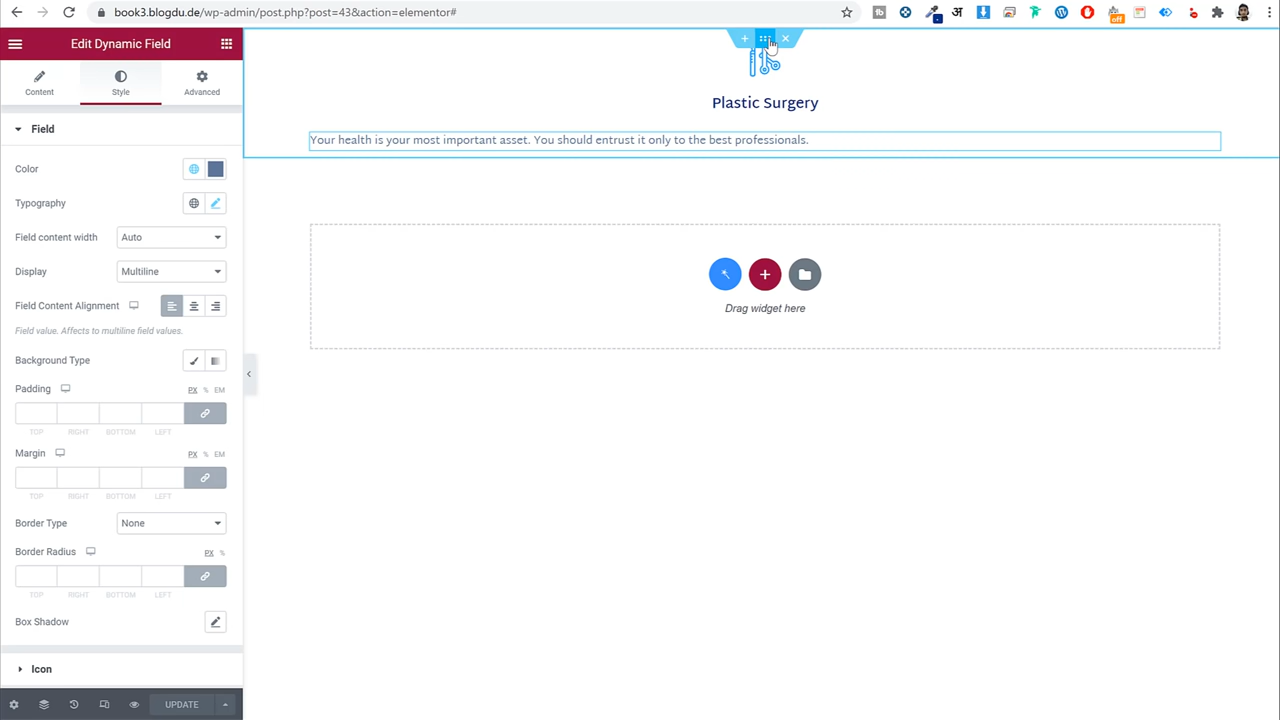 book3.blogdu.de/wp-admin/post.php?post=43&action=elementor#
अ
off
Edit Dynamic Field
Content
Style
Advanced
Field
Color
Typography
Field content width
Auto
Display
Multiline
Field Content Alignment
Field value. Affects to multiline field values.
Background Type
Padding
PX % EM
TOP RIGHT BOTTOM LEFT
Margin
PX % EM
TOP RIGHT BOTTOM LEFT
Border Type
None
Border Radius
PX %
TOP RIGHT BOTTOM LEFT
Box Shadow
Icon
UPDATE
Plastic Surgery
Your health is your most important asset. You should entrust it only to the best professionals.
Drag widget here